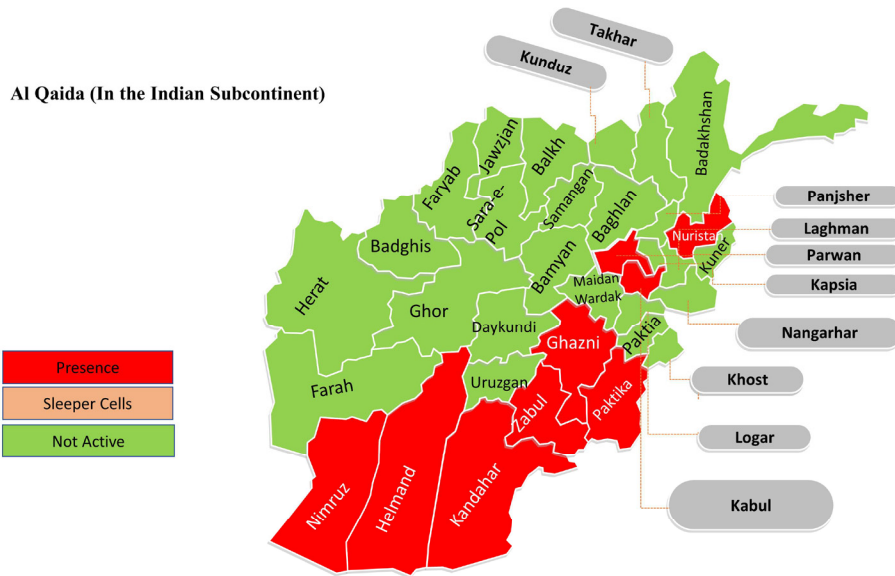 Takhar
Kunduz
Al Qaida (In the Indian Subcontinent)
Badakhshan
Jawzjan
Balkh
Faryab
Samangan
Sara-e-
Pol
Baghlan
Panjsher
Nuristan
Laghman
Badghis
Kuner
Parwan
Bamyan
Herat
Maidan
Wardak
Kapsia
Ghor
Daykundi
Nangarhar
Ghazni
Paktia
Presence
Farah
Uruzgan
Khost
Sleeper Cells
Zabul
Paktika
Not Active
Logar
Nimruz
Helmand
Kandahar
Kabul